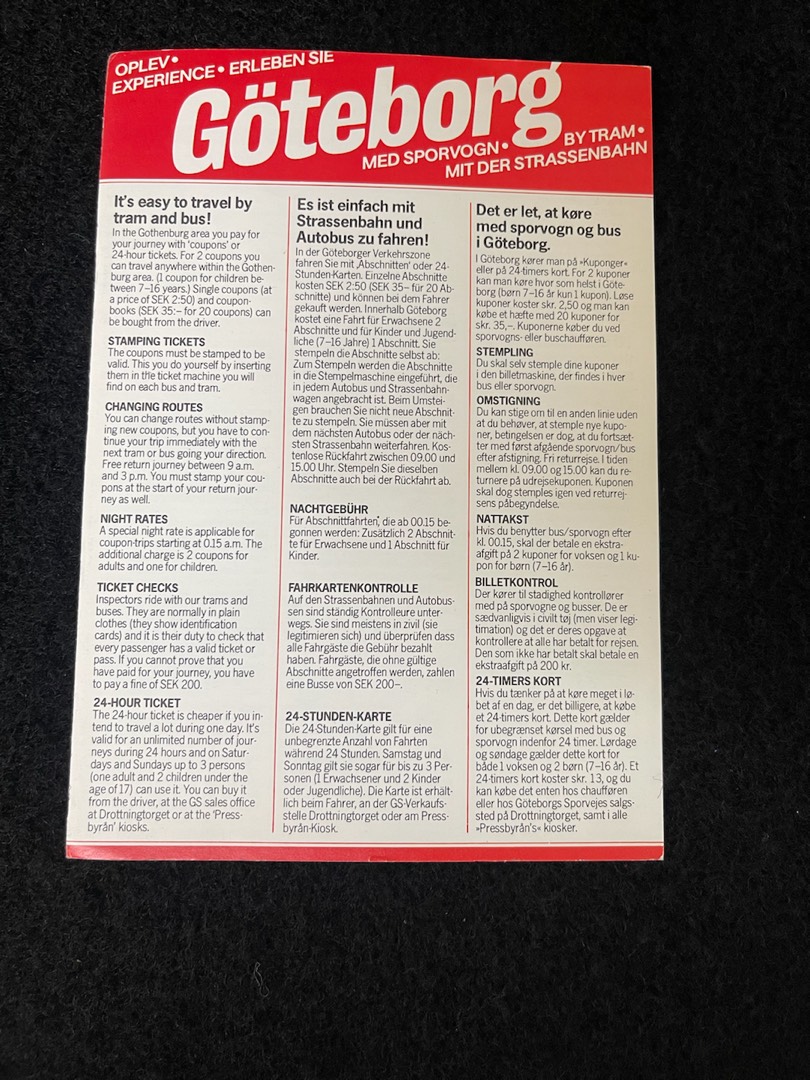 OPLEV•
EXPERIENCE • ERLEBEN SIE
Göteborg
MED SPORVOGN • BY TRAM •
MIT DER STRASSENBAHN
It's easy to travel by
tram and bus!
In the Gothenburg area you pay for
your journey with 'coupons' or
24-hour tickets. For 2 coupons you
can travel anywhere within the Gothen-
burg area. (1 coupon for children be-
tween 7–16 years.) Single coupons (at
a price of SEK 2:50) and coupon-
books (SEK 35:– for 20 coupons) can
be bought from the driver.
STAMPING TICKETS
The coupons must be stamped to be
valid. This you do yourself by inserting
them in the ticket machine you will
find on each bus and tram.
CHANGING ROUTES
You can change routes without stamp-
ing new coupons, but you have to con-
tinue your trip immediately with the
next tram or bus going your direction.
Free return journey between 9 a.m.
and 3 p.m. You must stamp your cou-
pons at the start of your return jour-
ney as well.
NIGHT RATES
A special night rate is applicable for
coupon-trips starting at 0.15 a.m. The
additional charge is 2 coupons for
adults and one for children.
TICKET CHECKS
Inspectors ride with our trams and
buses. They are normally in plain
clothes (they show identification
cards) and it is their duty to check that
every passenger has a valid ticket or
pass. If you cannot prove that you
have paid for your journey, you have
to pay a fine of SEK 200.
24-HOUR TICKET
The 24-hour ticket is cheaper if you in-
tend to travel a lot during one day. It's
valid for an unlimited number of jour-
neys during 24 hours and on Satur-
days and Sundays up to 3 persons
(one adult and 2 children under the
age of 17) can use it. You can buy it
from the driver, at the GS sales office
at Drottningtorget or at the 'Press-
byrån' kiosks.
Es ist einfach mit
Strassenbahn und
Autobus zu fahren!
In der Göteborger Verkehrszone
fahren Sie mit ‚Abschnitten' oder 24-
Stunden-Karten. Einzelne Abschnitte
kosten SEK 2:50 (SEK 35– für 20 Ab-
schnitte) und können bei dem Fahrer
gekauft werden. Innerhalb Göteborg
kostet eine Fahrt für Erwachsene 2
Abschnitte und für Kinder und Jugend-
liche (7–16 Jahre) 1 Abschnitt. Sie
stempeln die Abschnitte selbst ab:
Zum Stempeln werden die Abschnitte
in die Stempelmaschine eingeführt, die
in jedem Autobus und Strassenbahn-
wagen angebracht ist. Beim Umstei-
gen brauchen Sie nicht neue Abschnit-
te zu stempeln. Sie müssen aber mit
dem nächsten Autobus oder der näch-
sten Strassenbahn weiterfahren. Kos-
tenlose Rückfahrt zwischen 09.00 und
15.00 Uhr. Stempeln Sie dieselben
Abschnitte auch bei der Rückfahrt ab.
NACHTGEBÜHR
Für Abschnittfahrten, die ab 00.15 be-
gonnen werden: Zusätzlich 2 Abschnit-
te für Erwachsene und 1 Abschnitt für
Kinder.
FAHRKARTENKONTROLLE
Auf den Strassenbahnen und Autobus-
sen sind ständig Kontrolleure unter-
wegs. Sie sind meistens in zivil (sie
legitimieren sich) und überprüfen dass
alle Fahrgäste die Gebühr bezahlt
haben. Fahrgäste, die ohne gültige
Abschnitte angetroffen werden, zahlen
eine Busse von SEK 200–.
24-STUNDEN-KARTE
Die 24-Stunden-Karte gilt für eine
unbegrenzte Anzahl von Fahrten
während 24 Stunden. Samstag und
Sonntag gilt sie sogar für bis zu 3 Per-
sonen (1 Erwachsener und 2 Kinder
oder Jugendliche). Die Karte ist erhält-
lich beim Fahrer, an der GS-Verkaufs-
stelle Drottningtorget oder am Press-
byrån-Kiosk.
Det er let, at køre
med sporvogn og bus
i Göteborg.
I Göteborg kører man på »Kuponger«
eller på 24-timers kort. For 2 kuponer
kan man køre hvor som helst i Göte-
borg (børn 7–16 år kun 1 kupon). Løse
kuponer koster skr. 2,50 og man kan
købe et hæfte med 20 kuponer for
skr. 35,–. Kuponerne køber du ved
sporvogns- eller buschaufføren.
STEMPLING
Du skal selv stemple dine kuponer
i den billetmaskine, der findes i hver
bus eller sporvogn.
OMSTIGNING
Du kan stige om til en anden linie uden
at du behøver, at stemple nye kupo-
ner, betingelsen er dog, at du fortsæt-
ter med først afgående sporvogn/bus
efter afstigning. Fri returrejse. I tiden
mellem kl. 09.00 og 15.00 kan du re-
turnere på udrejsekuponen. Kuponen
skal dog stemples igen ved returrej-
sens påbegyndelse.
NATTAKST
Hvis du benytter bus/sporvogn efter
kl. 00.15, skal der betale en ekstra-
afgift på 2 kuponer for voksen og 1 ku-
pon for børn (7–16 år).
BILLETKONTROL
Der kører til stadighed kontrollører
med på sporvogne og busser. De er
sædvanligvis i civilt tøj (men viser legi-
timation) og det er deres opgave at
kontrollere at alle har betalt for rejsen.
Den som ikke har betalt skal betale en
ekstraafgift på 200 kr.
24-TIMERS KORT
Hvis du tænker på at køre meget i lø-
bet af en dag, er det billigere, at købe
et 24-timers kort. Dette kort gælder
for ubegrænset kørsel med bus og
sporvogn indenfor 24 timer. Lørdage
og søndage gælder dette kort for
både 1 voksen og 2 børn (7–16 år). Et
24-timers kort koster skr. 13, og du
kan købe det enten hos chaufføren
eller hos Göteborgs Sporvejes salgs-
sted på Drottningtorget, samt i alle
»Pressbyrån's« kiosker.